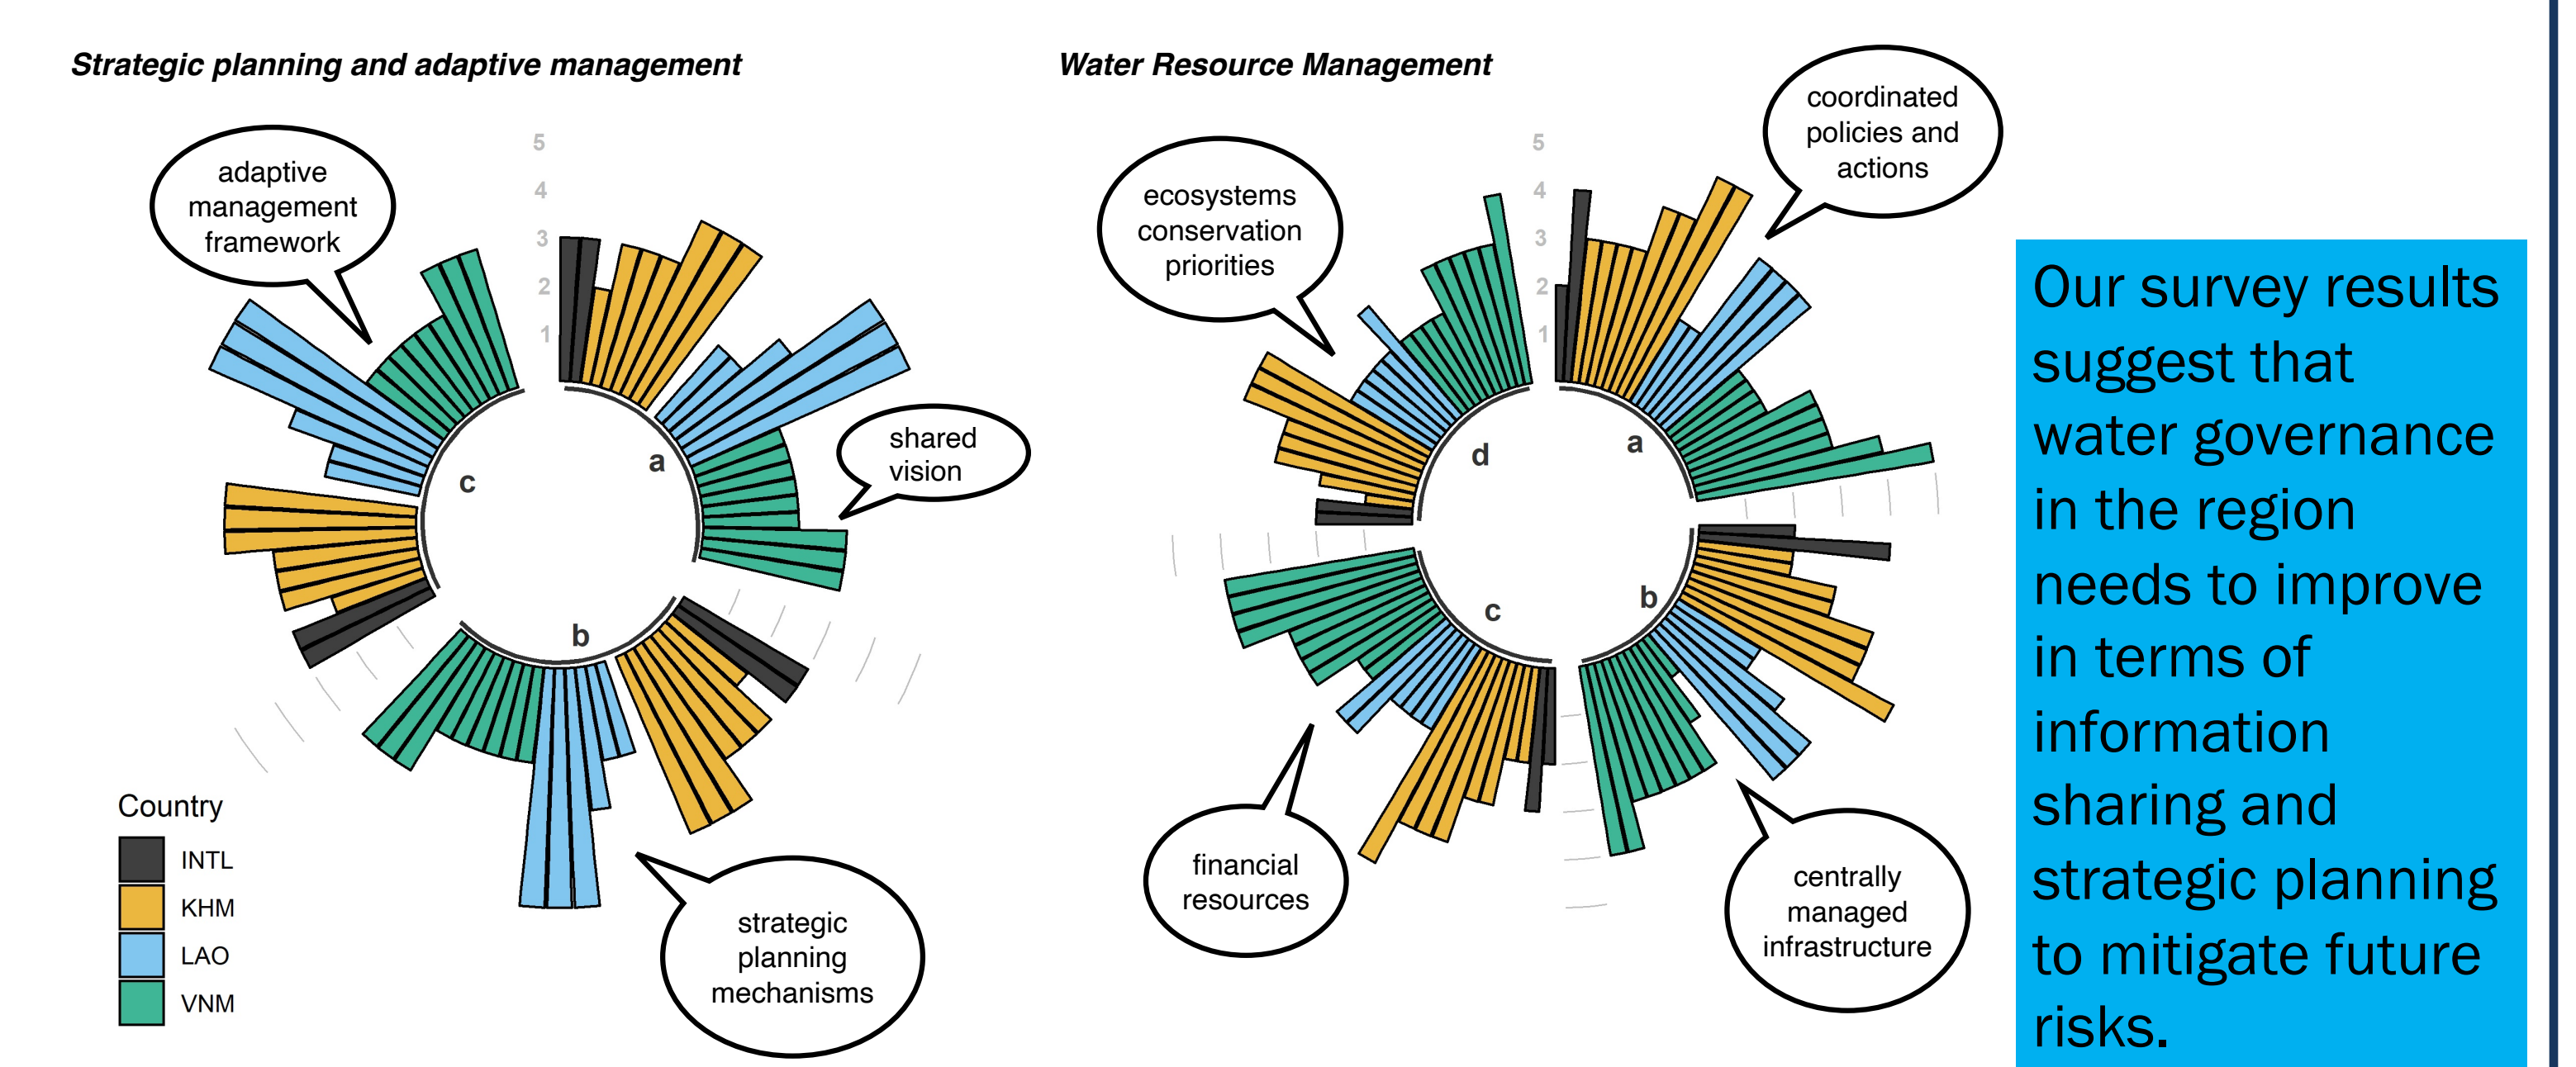 Strategic planning and adaptive management
adaptive
management
framework
5
4
3
2
1
a
b
c
shared
vision
strategic
planning
mechanisms
Country
INTL
KHM
LAO
VNM
Water Resource Management
coordinated
policies and
actions
ecosystems
conservation
priorities
5
4
3
2
1
a
b
c
d
financial
resources
centrally
managed
infrastructure
Our survey results
suggest that
water governance
in the region
needs to improve
in terms of
information
sharing and
strategic planning
to mitigate future
risks.